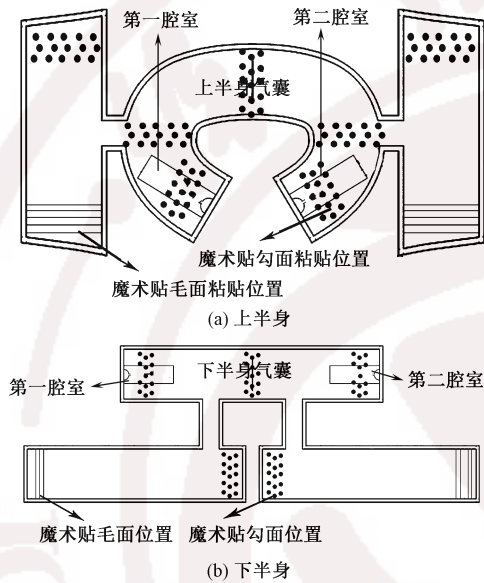 第一腔室
第二腔室
上半身气囊
魔术贴勾面粘贴位置
魔术贴毛面粘贴位置
(a) 上半身
第一腔室
下半身气囊
第二腔室
魔术贴毛面位置
魔术贴勾面位置
(b) 下半身